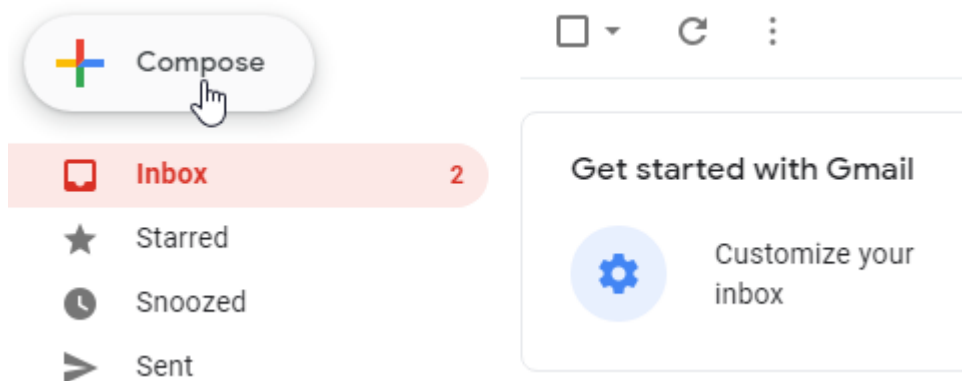 Compose
Inbox 2
Starred
Snoozed
Sent
Get started with Gmail
Customize your
inbox